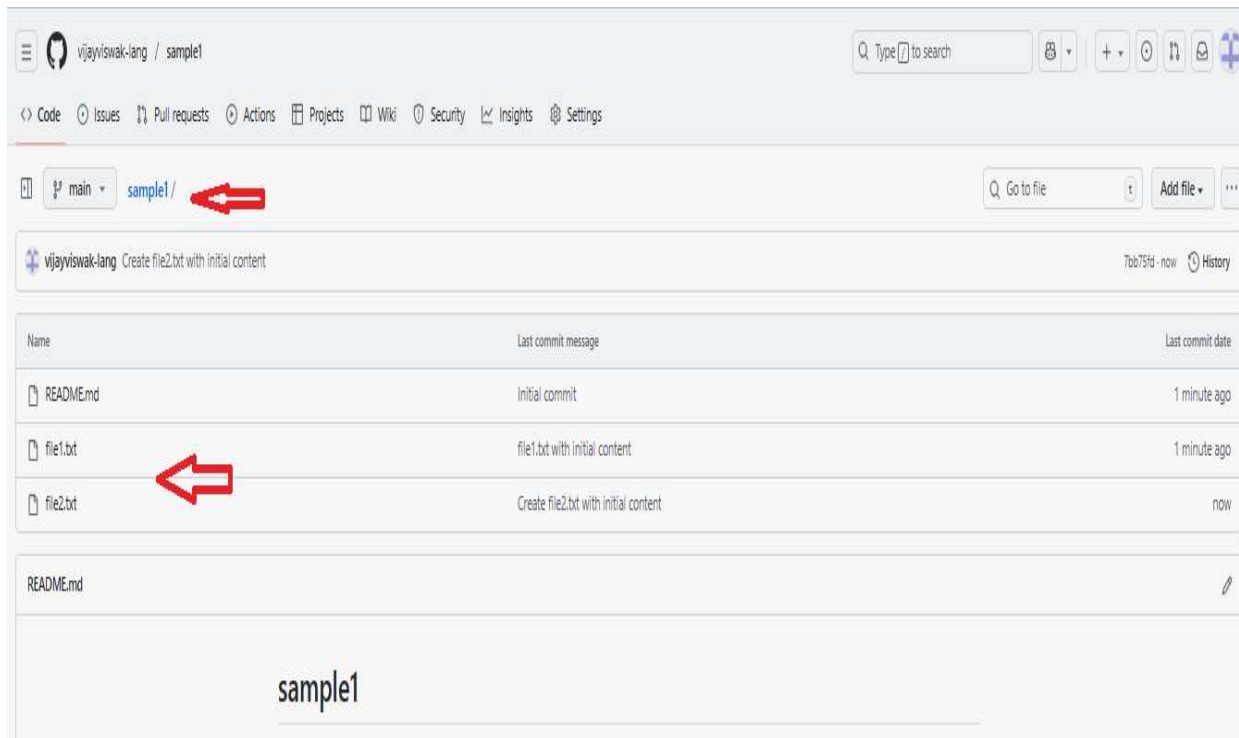 vijayviswak-lang / sample1 Type / to search
Code Issues Pull requests Actions Projects Wiki Security Insights Settings
main sample1 / Go to file t Add file
vijayviswak-lang Create file2.txt with initial content 7bb75fd · now History
Name Last commit message Last commit date
README.md Initial commit 1 minute ago
file1.txt file1.txt with initial content 1 minute ago
file2.txt Create file2.txt with initial content now
README.md
sample1